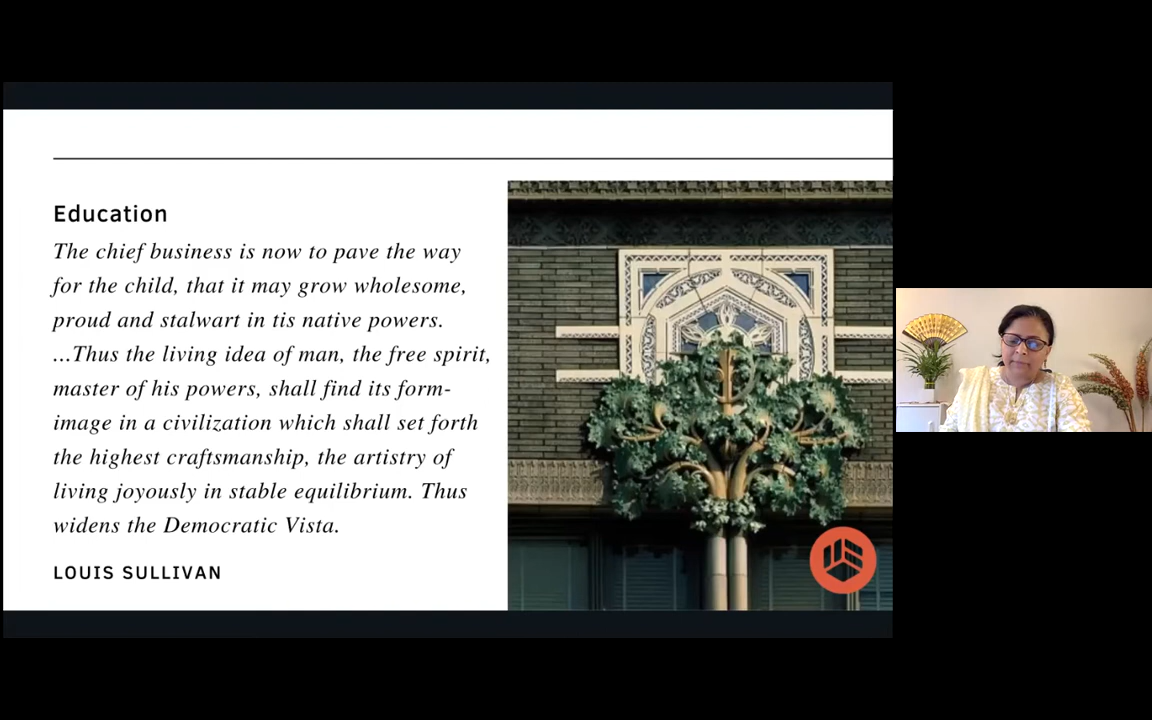 Education
The chief business is now to pave the way
for the child, that it may grow wholesome,
proud and stalwart in tis native powers.
...Thus the living idea of man, the free spirit,
master of his powers, shall find its form-
image in a civilization which shall set forth
the highest craftsmanship, the artistry of
living joyously in stable equilibrium. Thus
widens the Democratic Vista.
LOUIS SULLIVAN